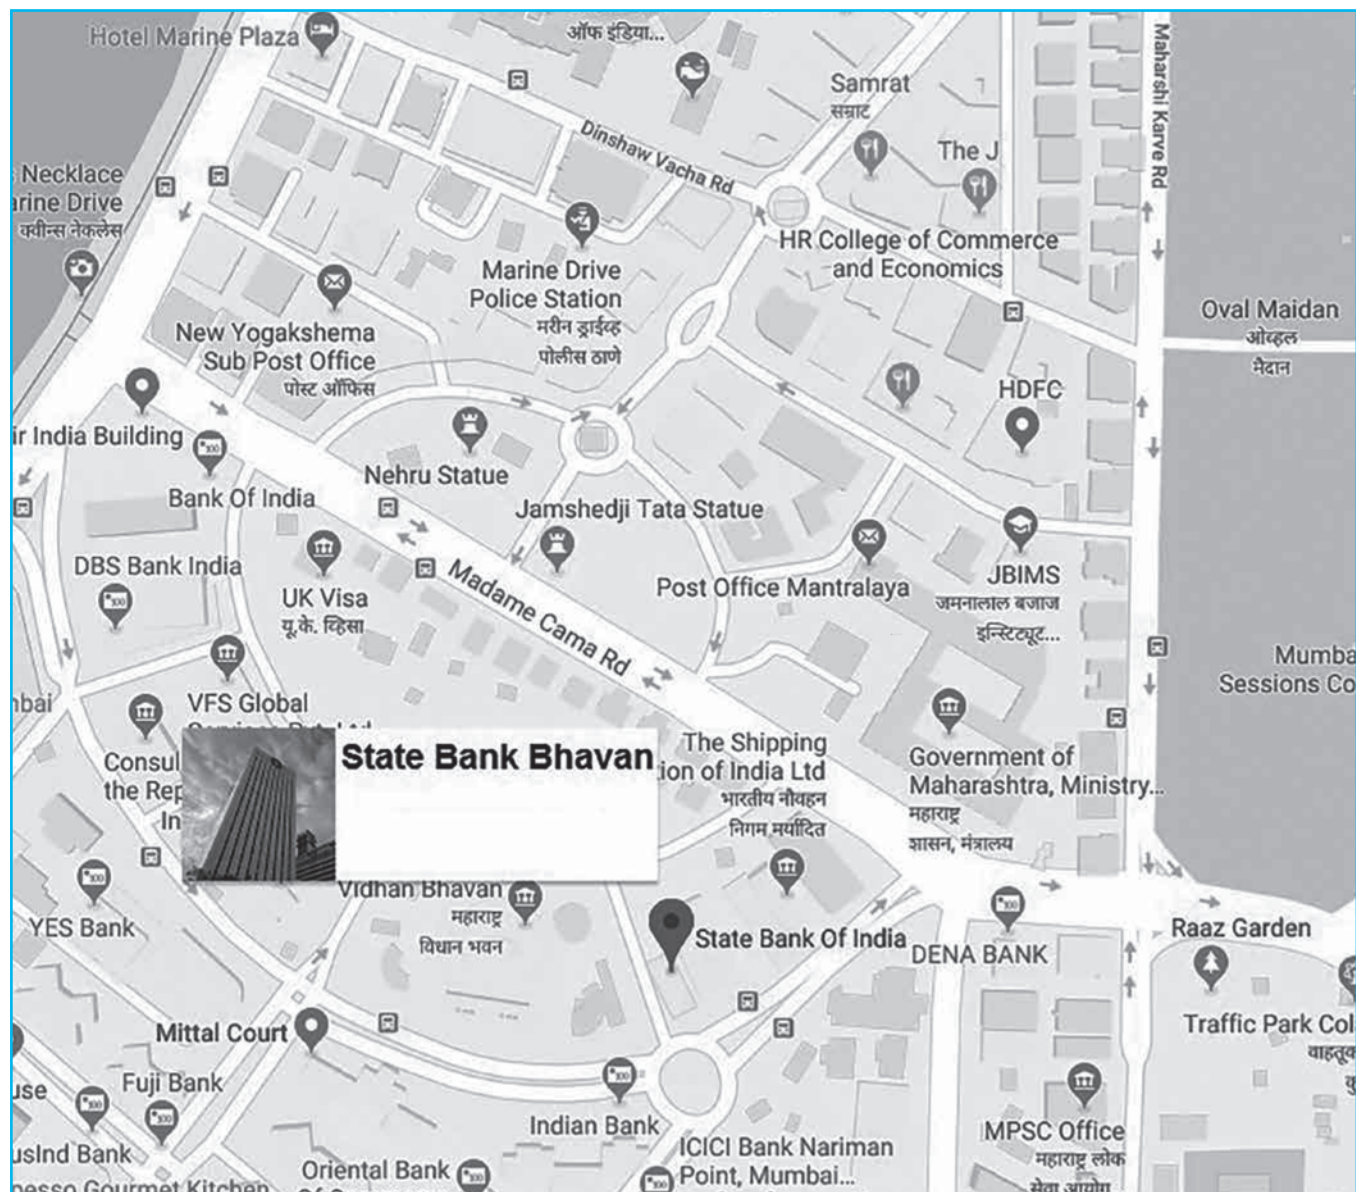 Hotel Marine Plaza
ऑफ इंडिया...
Samrat
सम्राट
The J
Maharshi Karve Rd
Dinshaw Vacha Rd
Necklace
arine Drive
क्वीन्स नेकलेस
HR College of Commerce
and Economics
Marine Drive
Police Station
मरीन ड्राईव्ह
पोलीस ठाणे
Oval Maidan
ओव्हल
मैदान
New Yogakshema
Sub Post Office
पोस्ट ऑफिस
HDFC
ir India Building
Bank Of India
Nehru Statue
Jamshedji Tata Statue
DBS Bank India
UK Visa
यू.के. व्हिसा
Madame Cama Rd
Post Office Mantralaya
JBIMS
जमनालाल बजाज
इन्स्टिट्यूट...
Mumba
Sessions Co
nbai
VFS Global
Consul
the Rep
In
State Bank Bhavan
The Shipping
tion of India Ltd
भारतीय नौवहन
निगम मर्यादित
Government of
Maharashtra, Ministry...
महाराष्ट्र
शासन, मंत्रालय
YES Bank
Vidhan Bhavan
महाराष्ट्र
विधान भवन
State Bank Of India
DENA BANK
Raaz Garden
Mittal Court
Traffic Park Col
वाहतूक
कु
use
Fuji Bank
Indian Bank
MPSC Office
महाराष्ट्र लोक
सेवा आयोग
usInd Bank
Oriental Bank
ICICI Bank Nariman
Point, Mumbai...
esso Gourmet Kitchen